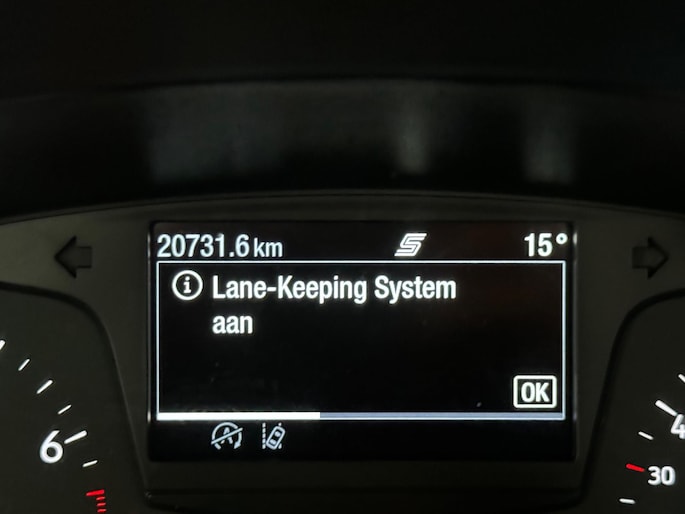 20731.6 km S 15°
Lane-Keeping System
aan
OK
A
6
4
30